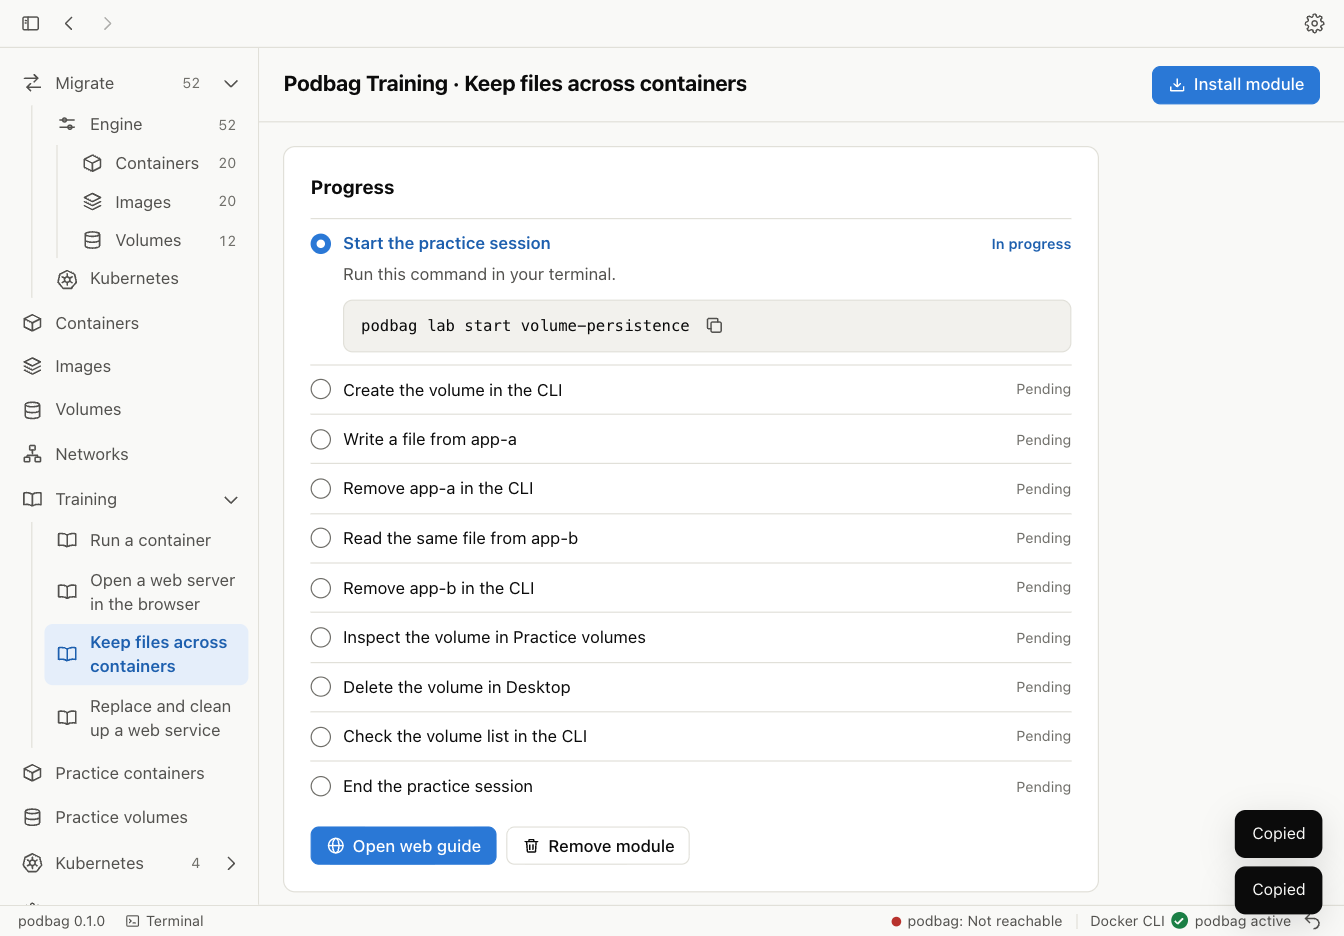 Podbag Training · Keep files across containers
Install module
Migrate 52
Engine 52
Containers 20
Images 20
Volumes 12
Kubernetes
Containers
Images
Volumes
Networks
Training
Run a container
Open a web server
in the browser
Keep files across
containers
Replace and clean
up a web service
Practice containers
Practice volumes
Kubernetes 4
Progress
Start the practice session In progress
Run this command in your terminal.
podbag lab start volume-persistence
Create the volume in the CLI Pending
Write a file from app-a Pending
Remove app-a in the CLI Pending
Read the same file from app-b Pending
Remove app-b in the CLI Pending
Inspect the volume in Practice volumes Pending
Delete the volume in Desktop Pending
Check the volume list in the CLI Pending
End the practice session Pending
Open web guide Remove module
Copied
Copied
podbag 0.1.0 Terminal podbag: Not reachable Docker CLI podbag active